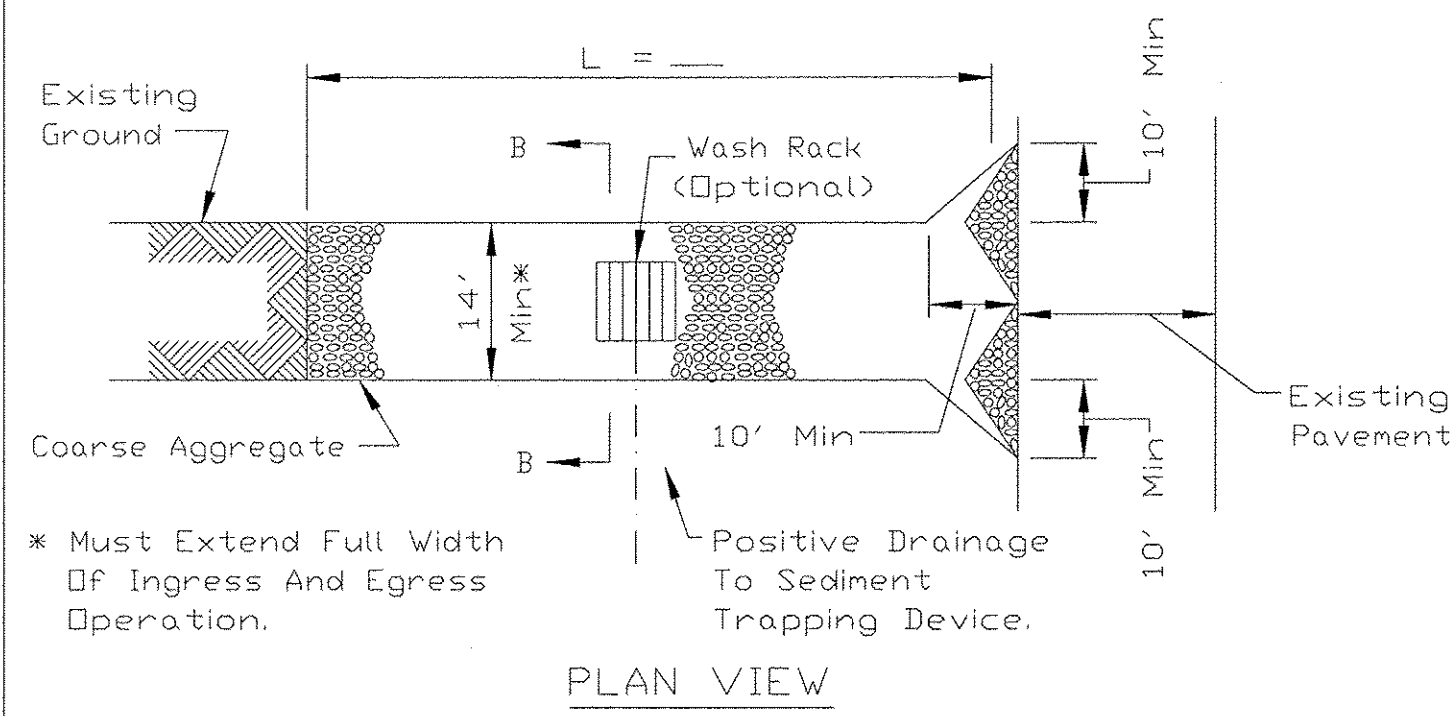 L = ___
Existing
Ground
B
Wash Rack
(Optional)
10' Min
14'
Min*
Coarse Aggregate
B
10' Min
Existing
Pavement
10' Min
* Must Extend Full Width
Of Ingress And Egress
Operation.
Positive Drainage
To Sediment
Trapping Device.
PLAN VIEW